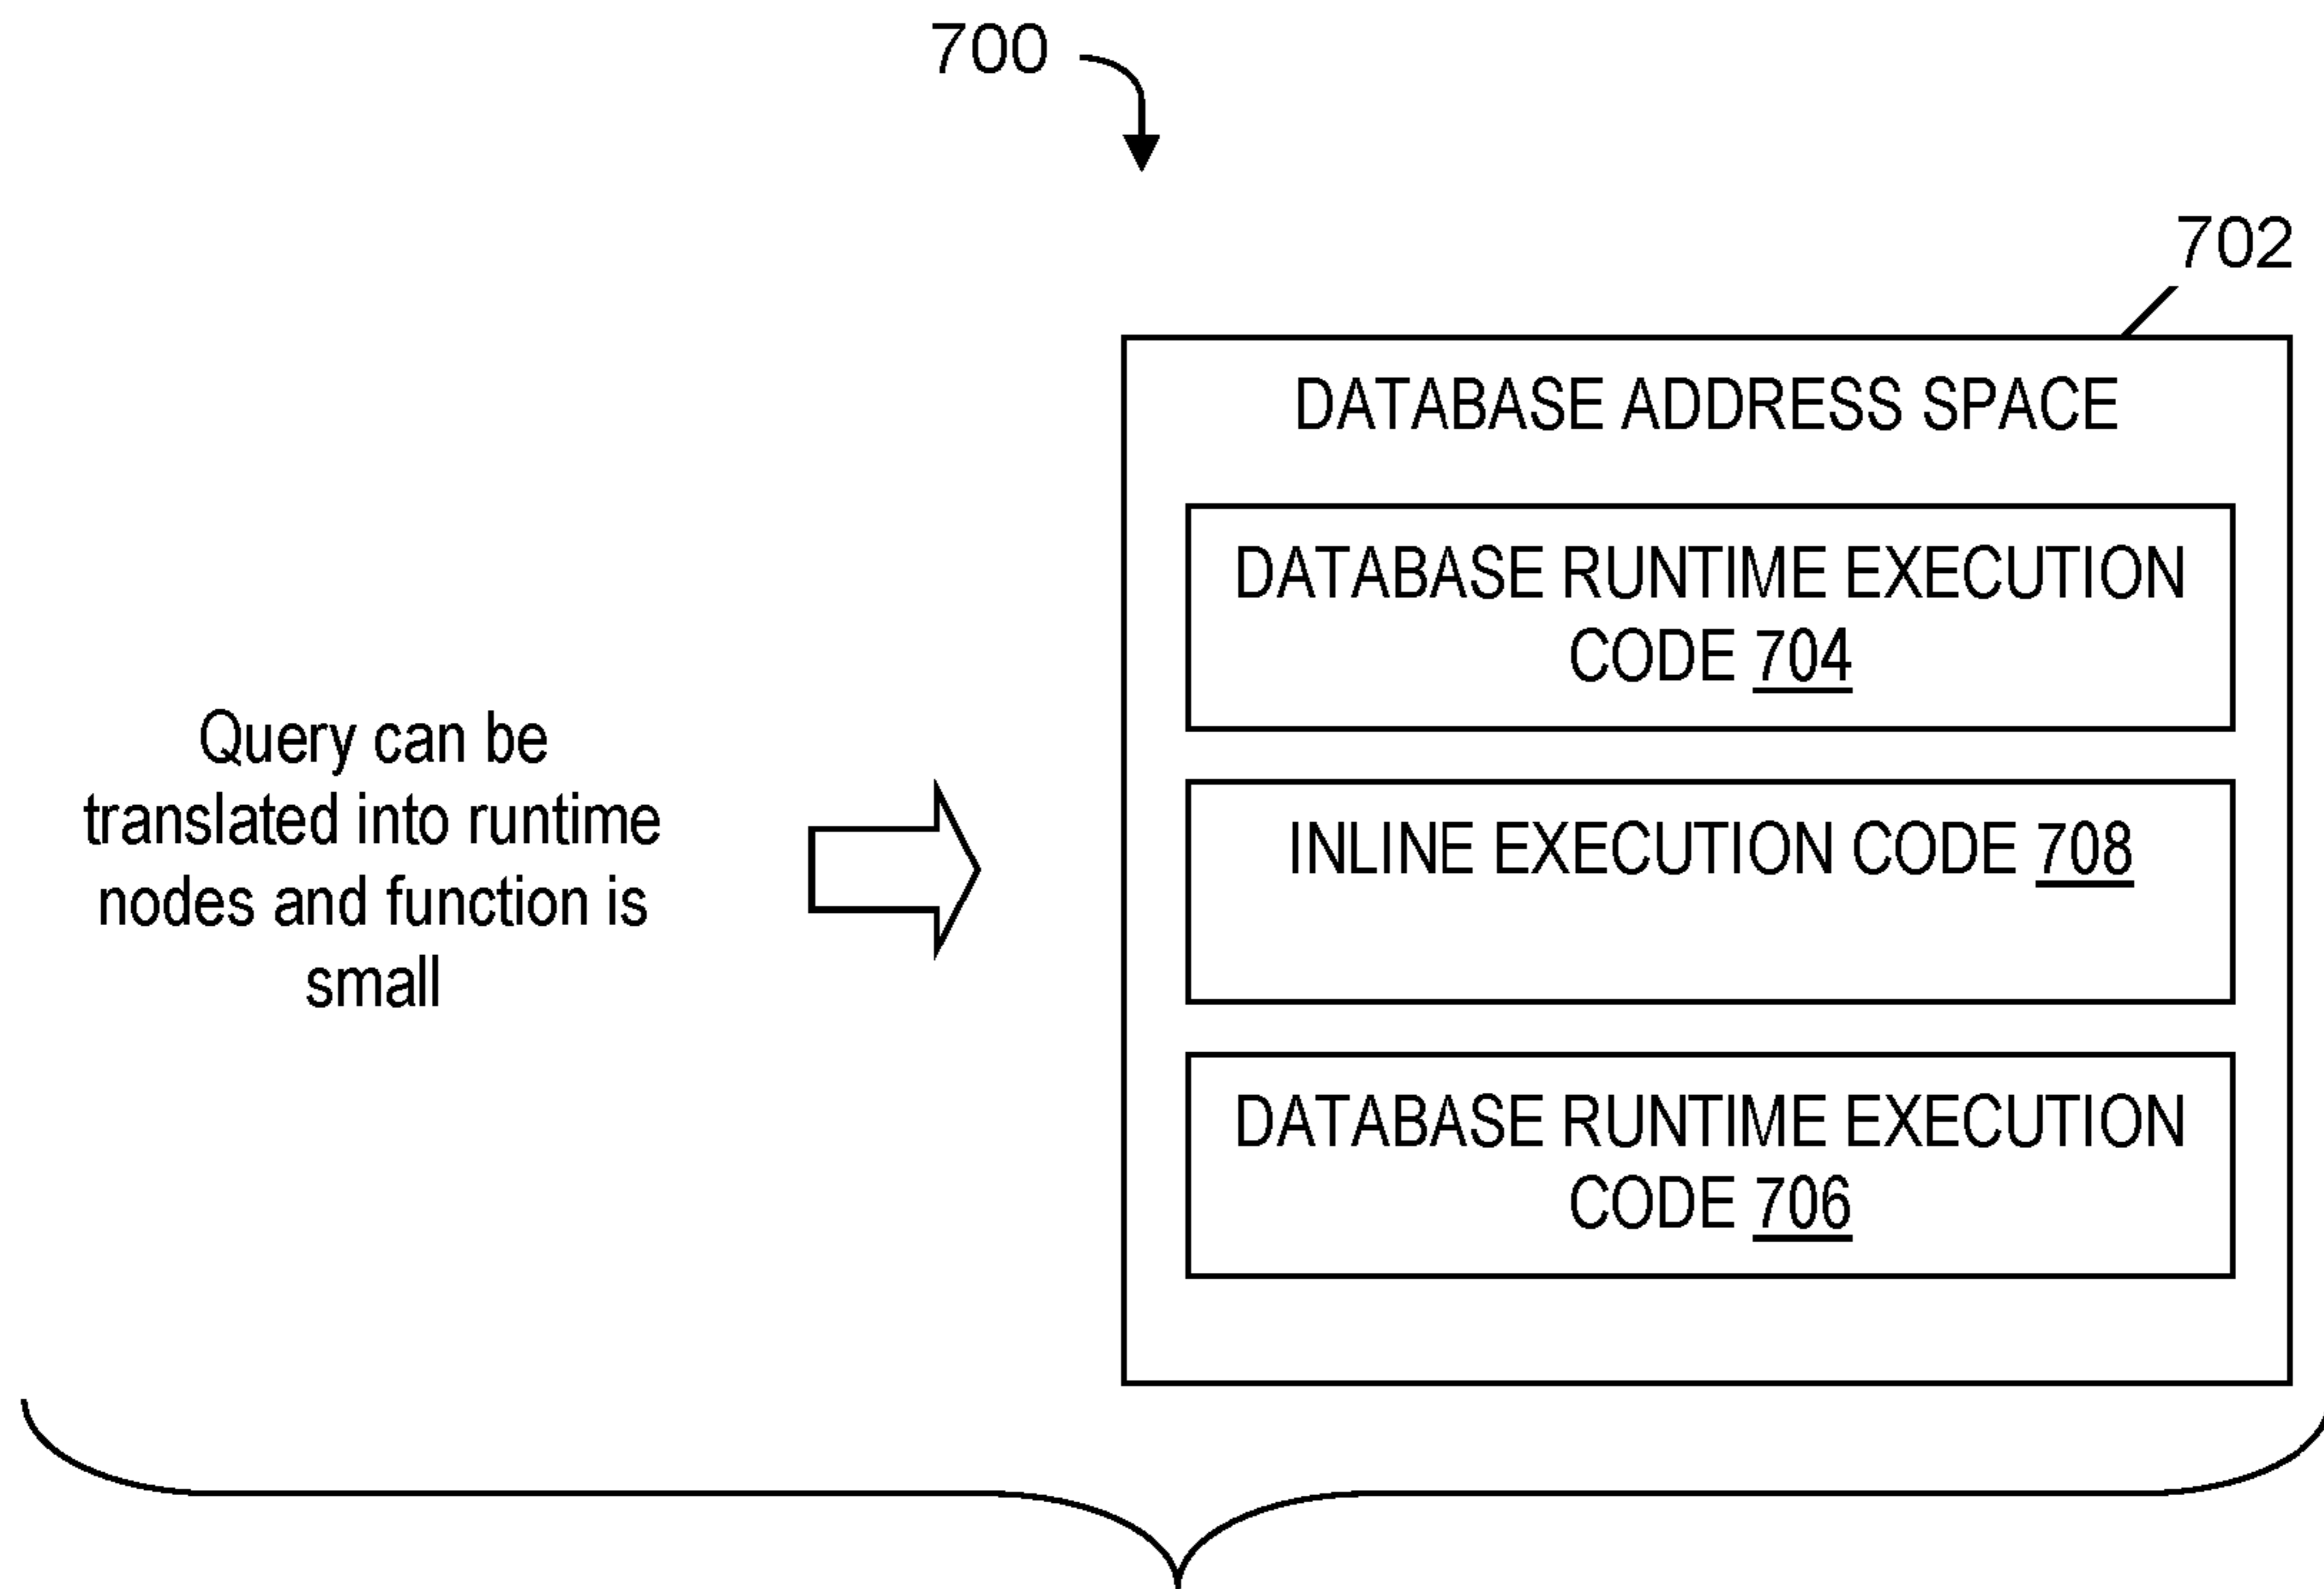 700
702
DATABASE ADDRESS SPACE
DATABASE RUNTIME EXECUTION
CODE 704
Query can be
translated into runtime
nodes and function is
small
INLINE EXECUTION CODE 708
DATABASE RUNTIME EXECUTION
CODE 706